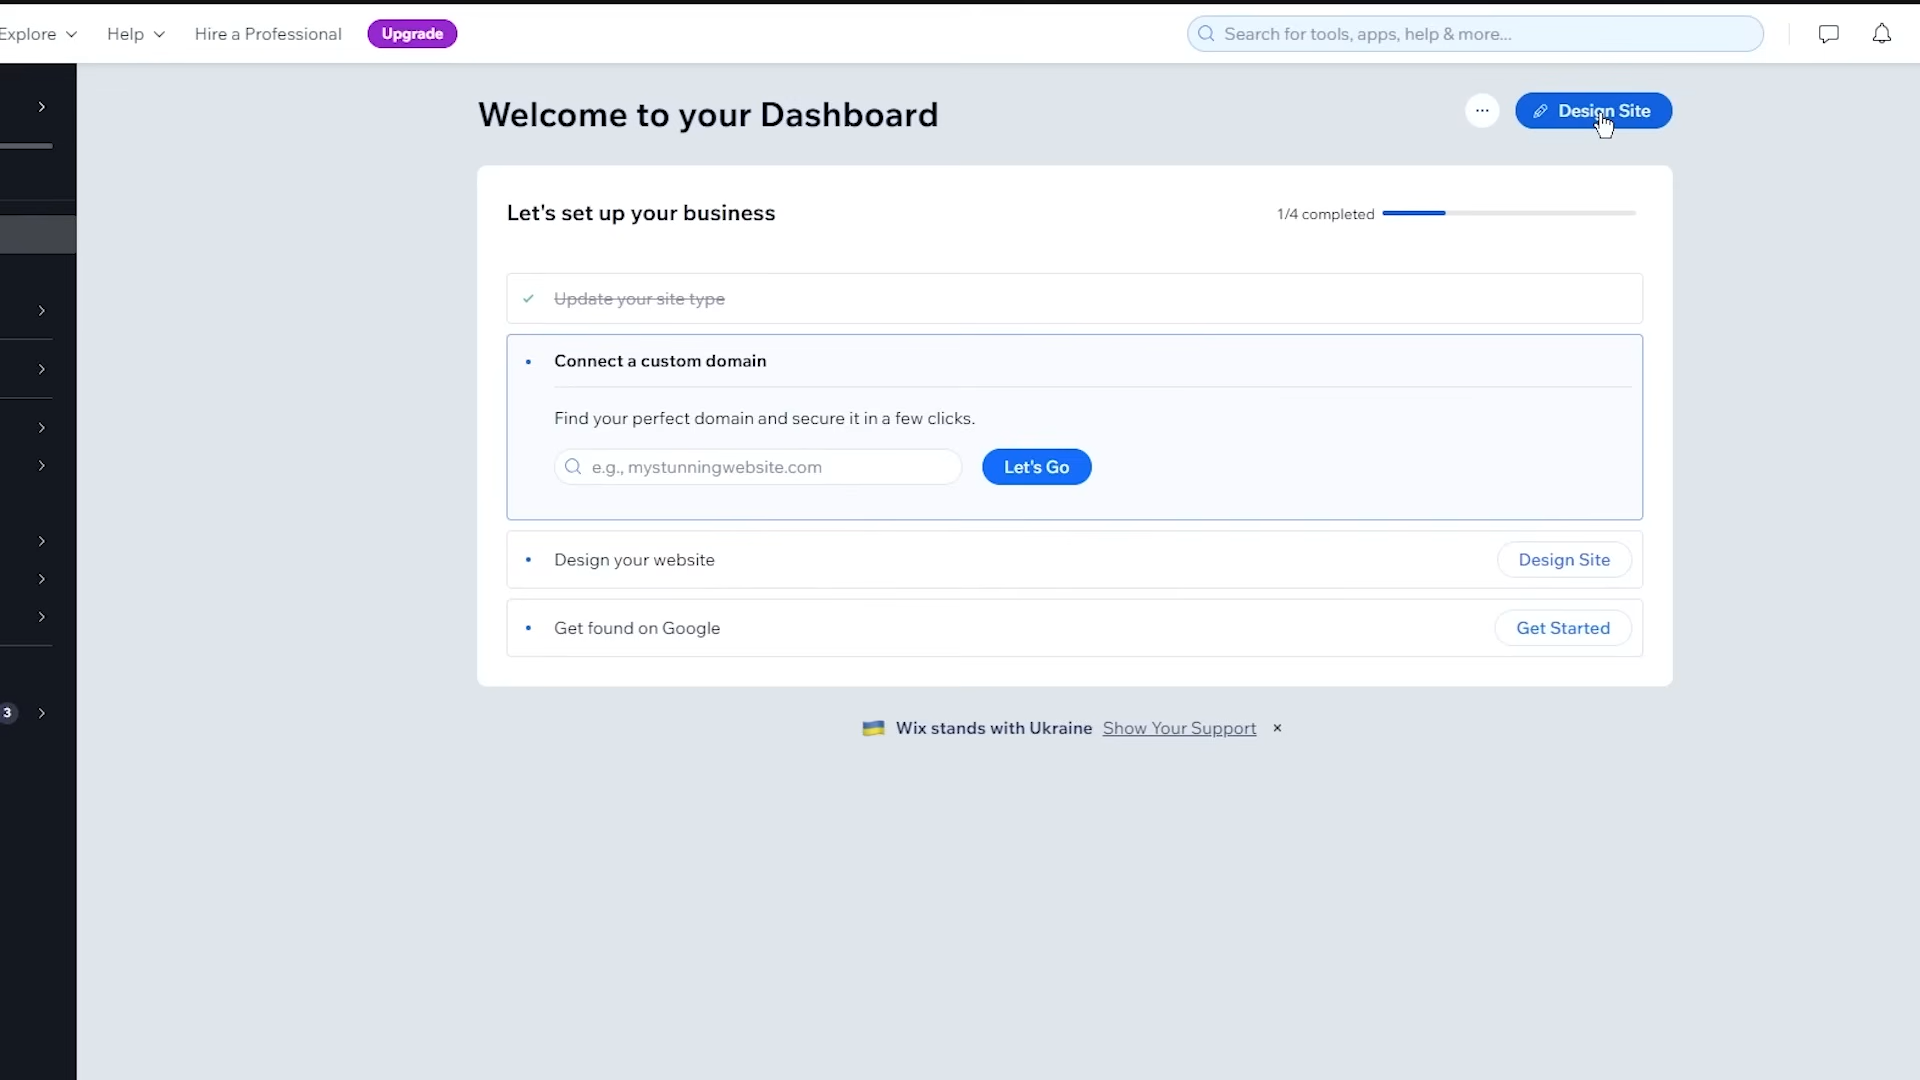 Explore
Help
Hire a Professional
Upgrade
Search for tools, apps, help & more...
Welcome to your Dashboard
...
Design Site
Let's set up your business
1/4 completed
Update your site type
Connect a custom domain
Find your perfect domain and secure it in a few clicks.
e.g., mystunningwebsite.com
Let's Go
Design your website
Design Site
Get found on Google
Get Started
3
Wix stands with Ukraine Show Your Support ×